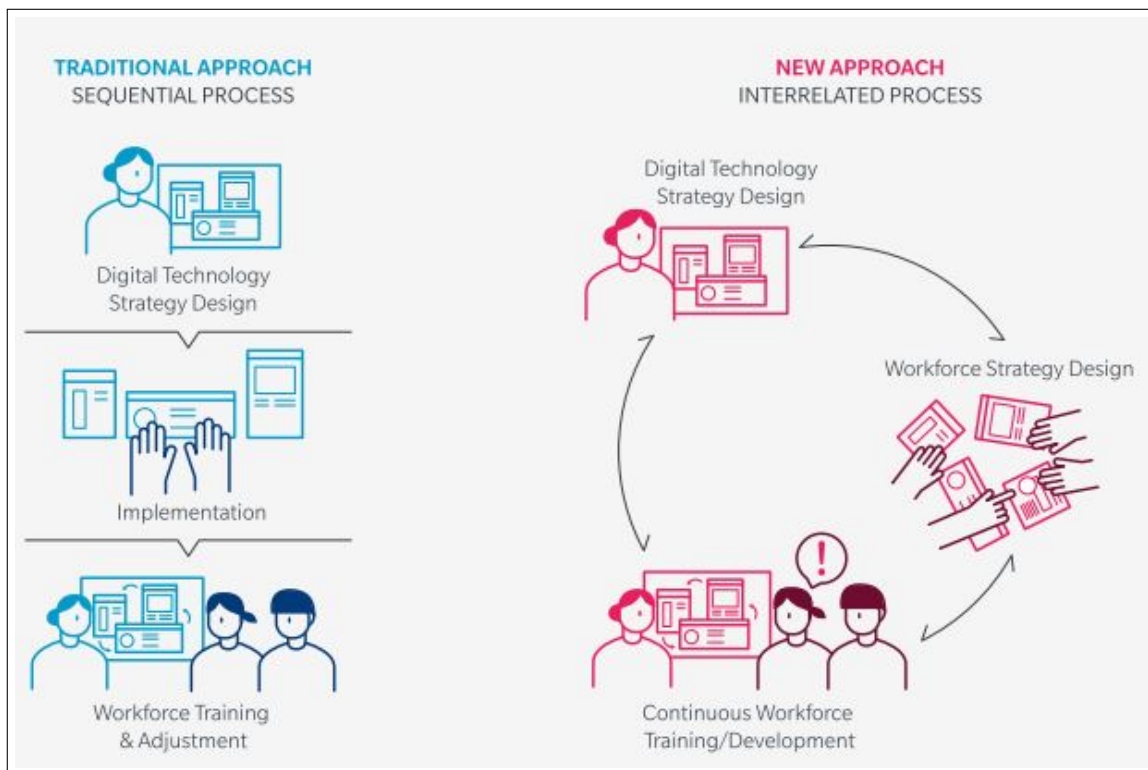 TRADITIONAL APPROACH
SEQUENTIAL PROCESS
Digital Technology
Strategy Design
Implementation
Workforce Training
& Adjustment
NEW APPROACH
INTERRELATED PROCESS
Digital Technology
Strategy Design
Workforce Strategy Design
!
Continuous Workforce
Training/Development